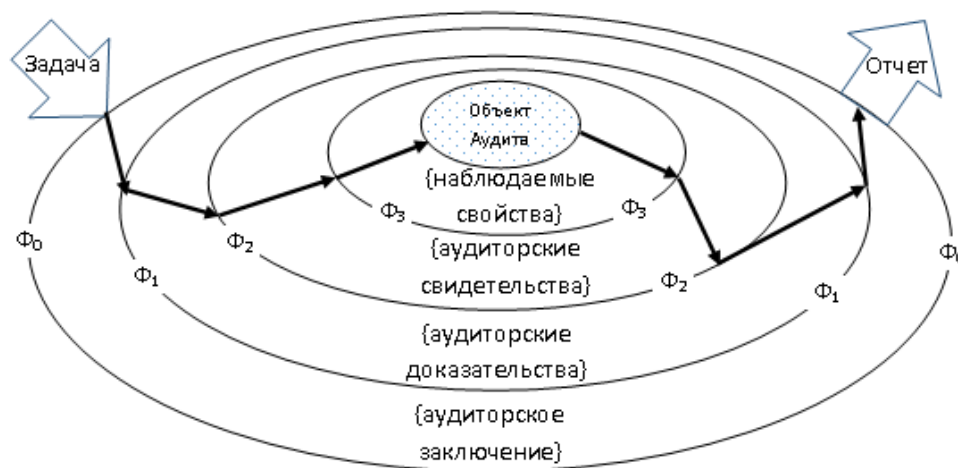 Задача
Отчет
Объект
Аудита
{наблюдаемые
свойства}
Ф3
Ф3
Ф0
{аудиторские
свидетельства}
Ф2
Ф2
Ф1
Ф1
{аудиторские
доказательства}
{аудиторское
заключение}